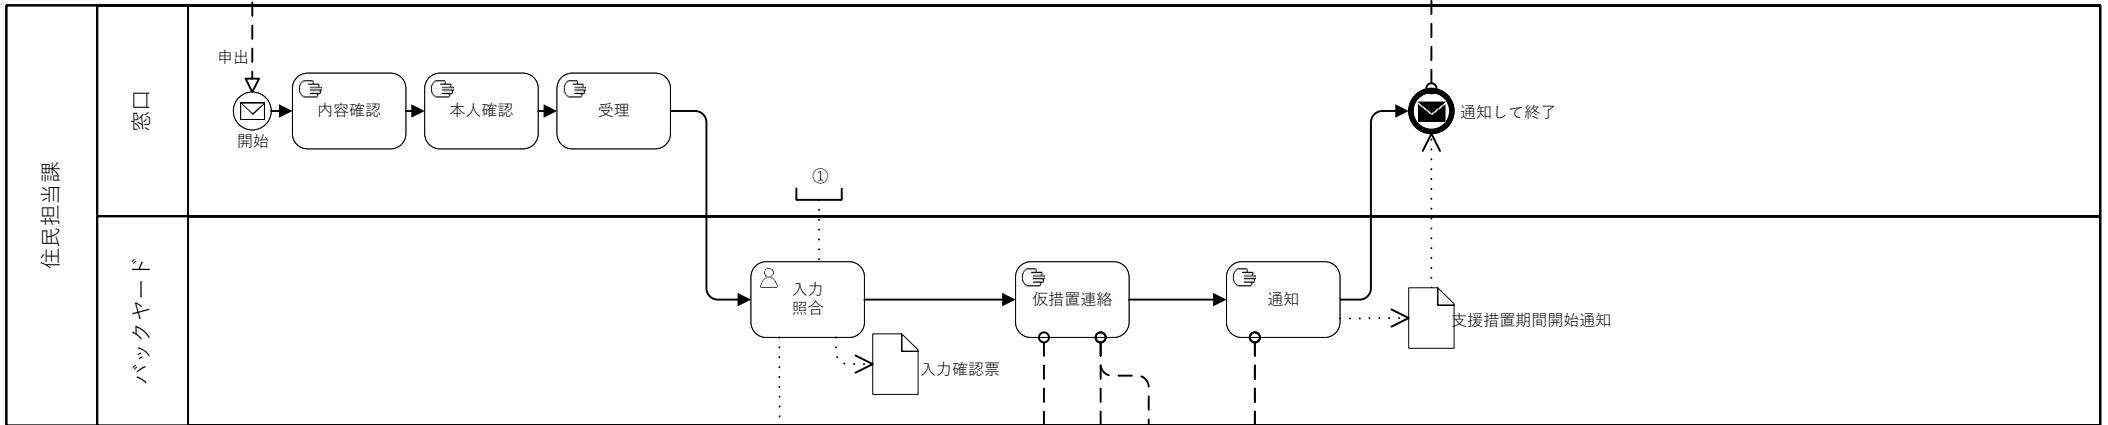 住民担当課
窓口
申出
開始
内容確認
本人確認
受理
①
通知して終了
バックヤード
入力
照合
入力確認票
仮措置連絡
通知
支援措置期間開始通知